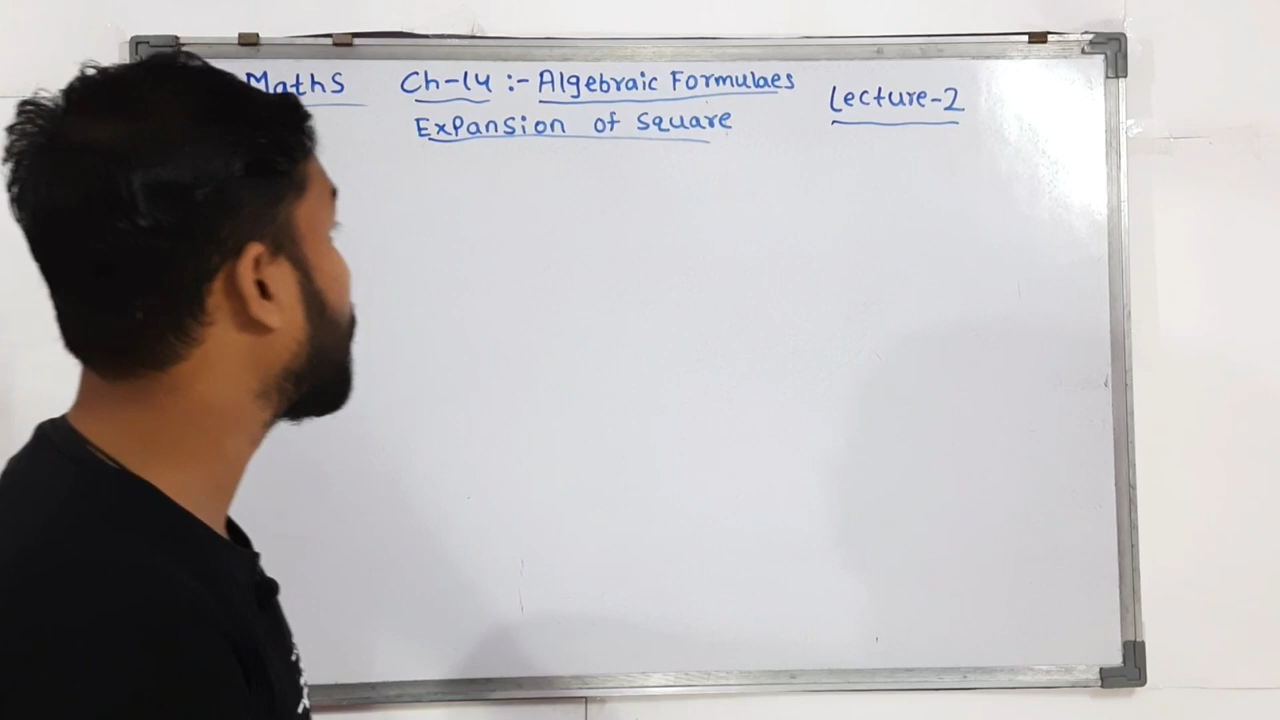 Maths Ch-14 :- Algebraic Formulaes Lecture-2
Expansion of Square